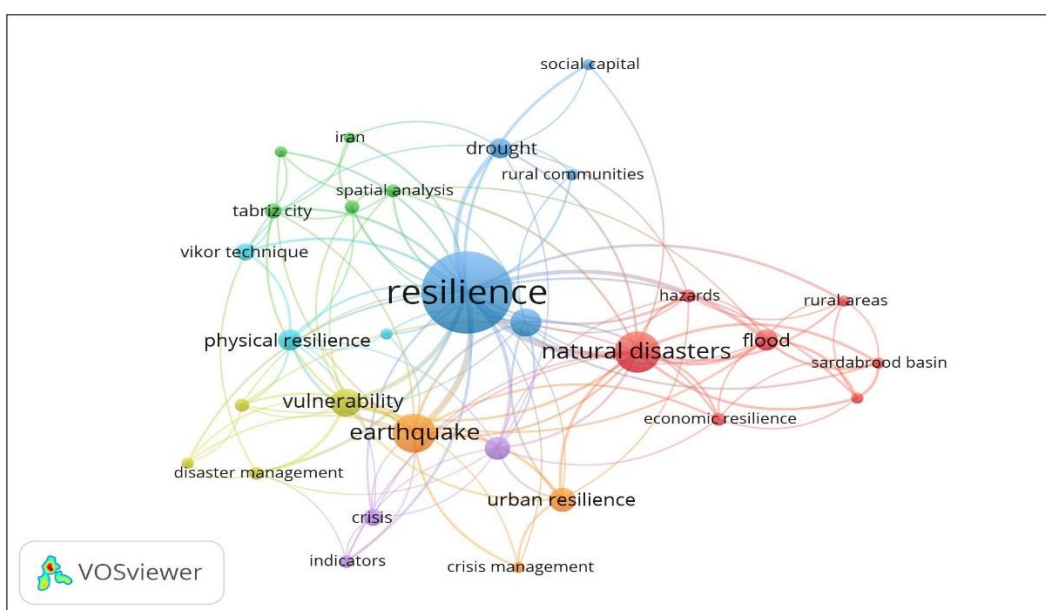 social capital
iran
drought
rural communities
spatial analysis
tabriz city
vikor technique
resilience
hazards
rural areas
physical resilience
natural disasters
flood
sardabrood basin
vulnerability
economic resilience
earthquake
disaster management
urban resilience
crisis
indicators
crisis management
VOSviewer